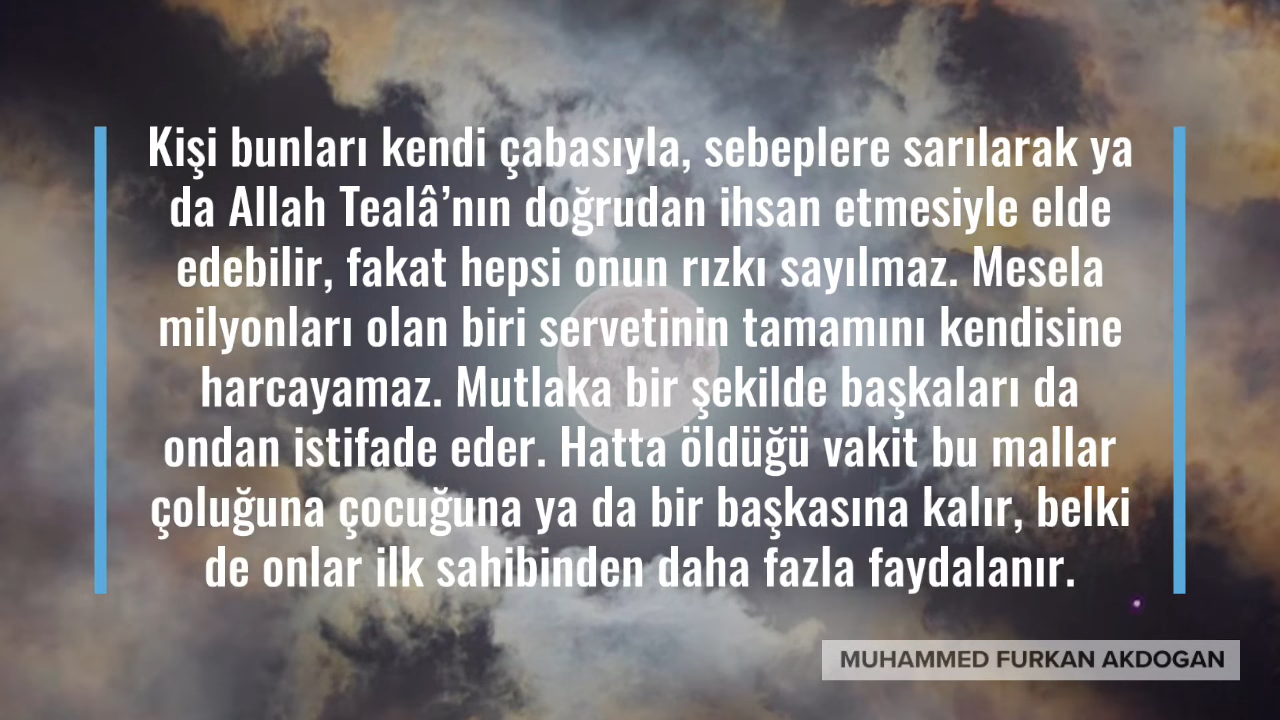 Kişi bunları kendi çabasıyla, sebeplere sarılarak ya
da Allah Tealâ’nın doğrudan ihsan etmesiyle elde
edebilir, fakat hepsi onun rızkı sayılmaz. Mesela
milyonları olan biri servetinin tamamını kendisine
harcayamaz. Mutlaka bir şekilde başkaları da
ondan istifade eder. Hatta öldüğü vakit bu mallar
çoluğuna çocuğuna ya da bir başkasına kalır, belki
de onlar ilk sahibinden daha fazla faydalanır.
MUHAMMED FURKAN AKDOGAN